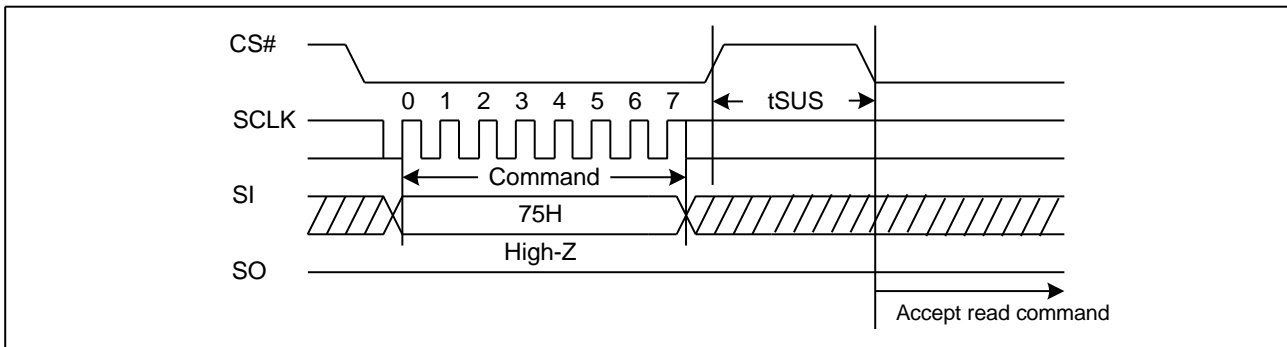 CS#
tSUS
0 1 2 3 4 5 6 7
SCLK
Command
SI
75H
High-Z
SO
Accept read command